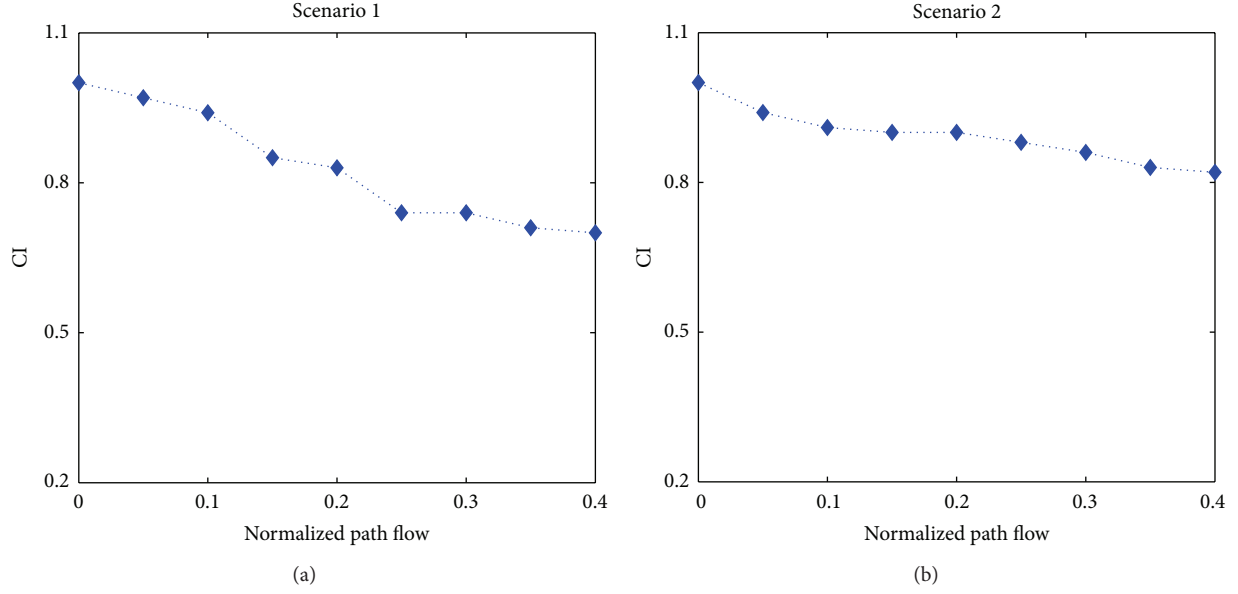 Scenario 1
1.1
0.8
0.5
0.2
CI
0 0.1 0.2 0.3 0.4
Normalized path flow
(a)
Scenario 2
1.1
0.8
0.5
0.2
CI
0 0.1 0.2 0.3 0.4
Normalized path flow
(b)